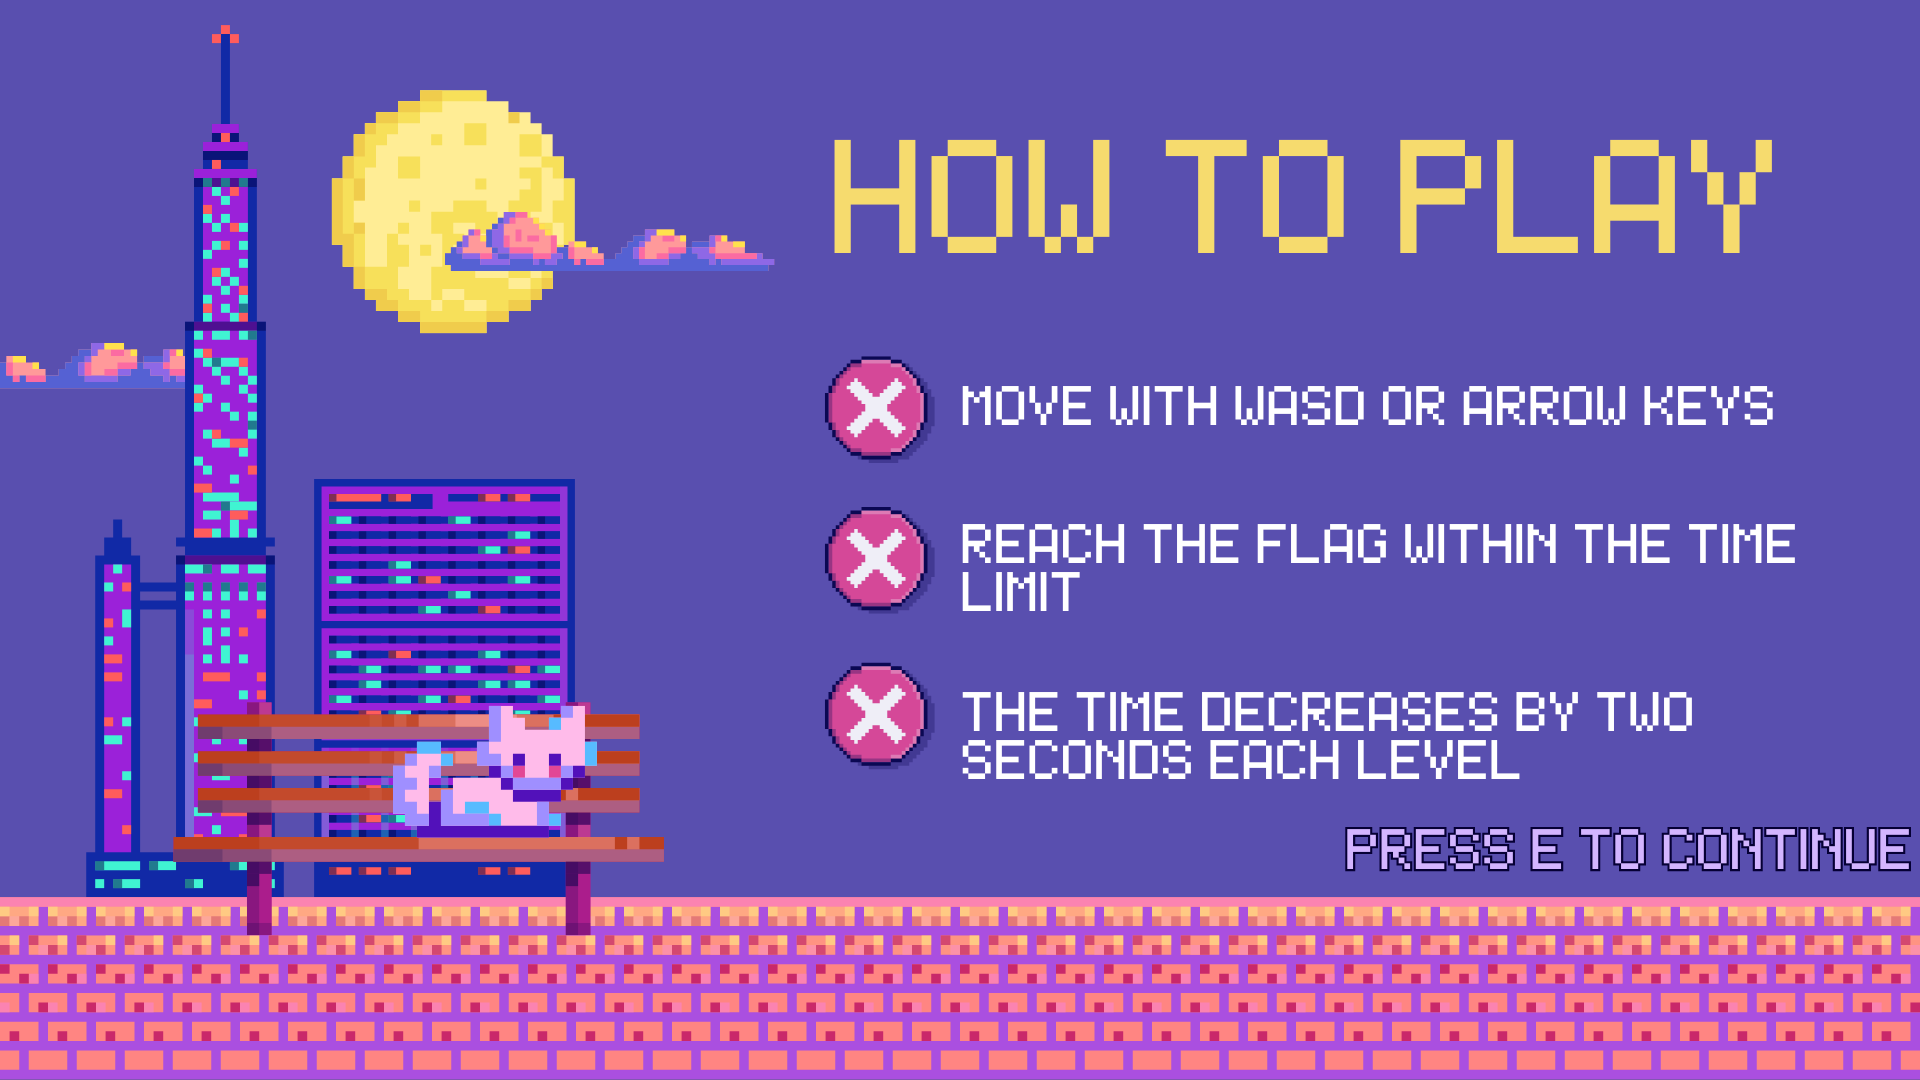 HOW TO PLAY
MOVE WITH WASD OR ARROW KEYS
REACH THE FLAG WITHIN THE TIME
LIMIT
THE TIME DECREASES BY TWO
SECONDS EACH LEVEL
PRESS E TO CONTINUE